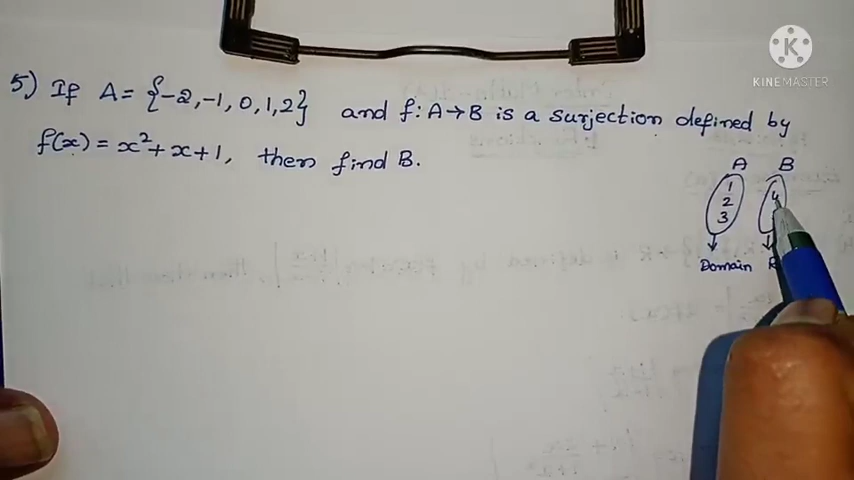 5) If A = {-2, -1, 0, 1, 2} and f: A→B is a surjection defined by
f(x) = x² + x + 1, then find B.
A B
1 4
2
3
Domain R
K
KINEMASTER